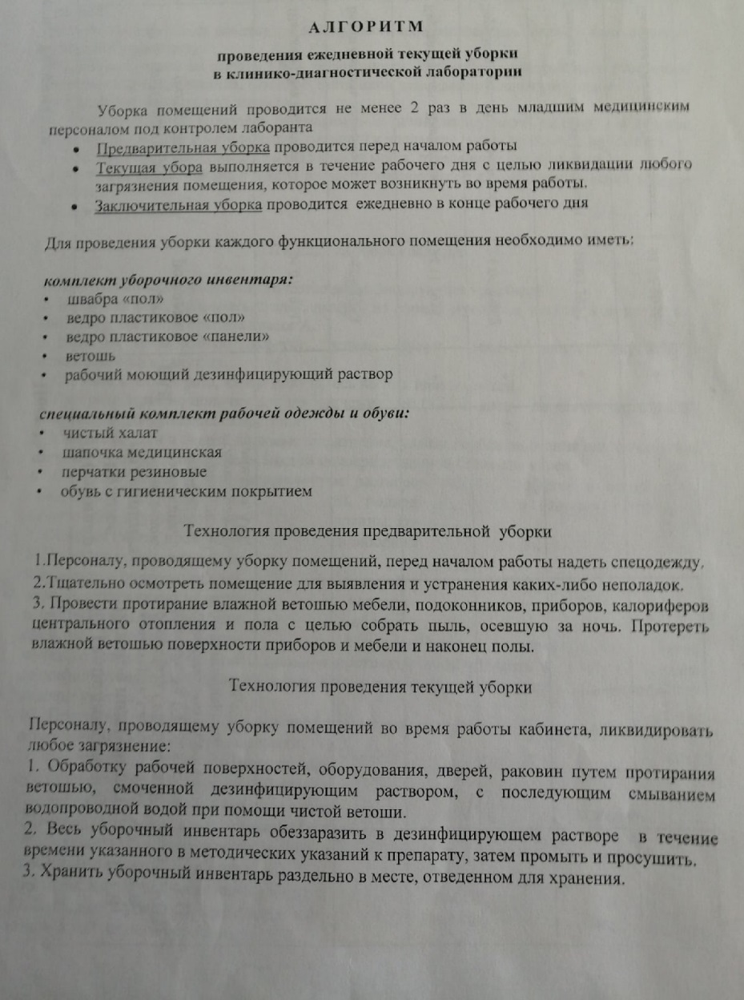 АЛГОРИТМ
проведения ежедневной текущей уборки
в клинико-диагностической лаборатории
Уборка помещений проводится не менее 2 раз в день младшим медицинским
персоналом под контролем лаборанта
• Предварительная уборка проводится перед началом работы
• Текущая убора выполняется в течение рабочего дня с целью ликвидации любого
загрязнения помещения, которое может возникнуть во время работы.
• Заключительная уборка проводится ежедневно в конце рабочего дня
Для проведения уборки каждого функционального помещения необходимо иметь:
комплект уборочного инвентаря:
• швабра «пол»
• ведро пластиковое «пол»
• ведро пластиковое «панели»
• ветошь
• рабочий моющий дезинфицирующий раствор
специальный комплект рабочей одежды и обуви:
• чистый халат
• шапочка медицинская
• перчатки резиновые
• обувь с гигиеническим покрытием
Технология проведения предварительной уборки
1.Персоналу, проводящему уборку помещений, перед началом работы надеть спецодежду.
2.Тщательно осмотреть помещение для выявления и устранения каких-либо неполадок.
3. Провести протирание влажной ветошью мебели, подоконников, приборов, калориферов
центрального отопления и пола с целью собрать пыль, осевшую за ночь. Протереть
влажной ветошью поверхности приборов и мебели и наконец полы.
Технология проведения текущей уборки
Персоналу, проводящему уборку помещений во время работы кабинета, ликвидировать
любое загрязнение:
1. Обработку рабочей поверхностей, оборудования, дверей, раковин путем протирания
ветошью, смоченной дезинфицирующим раствором, с последующим смыванием
водопроводной водой при помощи чистой ветоши.
2. Весь уборочный инвентарь обеззаразить в дезинфицирующем растворе в течение
времени указанного в методических указаний к препарату, затем промыть и просушить.
3. Хранить уборочный инвентарь раздельно в месте, отведенном для хранения.